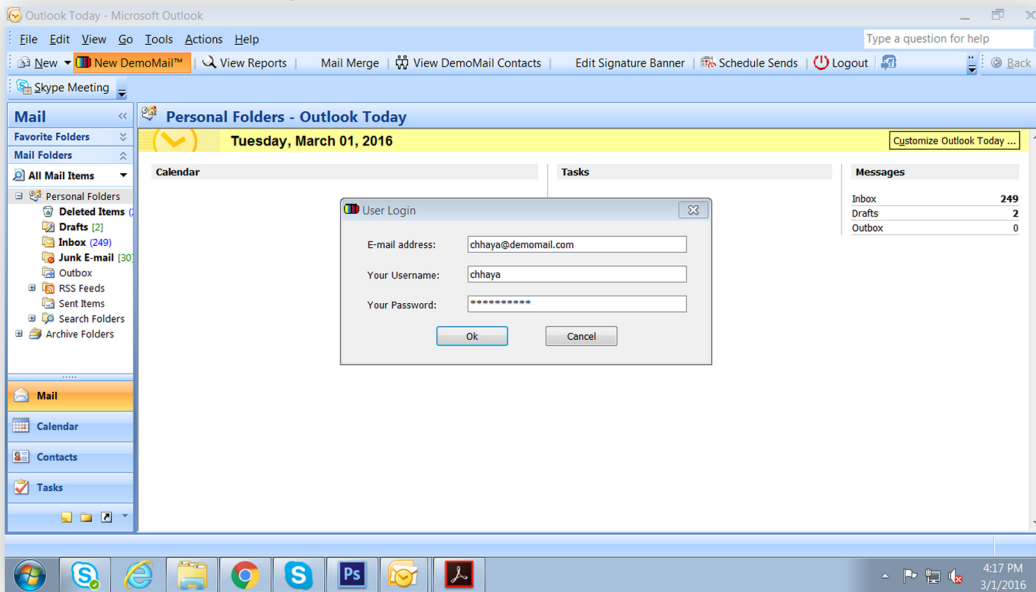 Outlook Today - Microsoft Outlook
File Edit View Go Tools Actions Help
Type a question for help
New New DemoMail™ View Reports Mail Merge View DemoMail Contacts Edit Signature Banner Schedule Sends Logout Back
Skype Meeting
Mail
Personal Folders - Outlook Today
Favorite Folders
Tuesday, March 01, 2016
Customize Outlook Today ...
Mail Folders
All Mail Items
Calendar
Tasks
Messages
Personal Folders
Deleted Items (
Drafts [2]
Inbox (249)
Junk E-mail [30]
Outbox
RSS Feeds
Sent Items
Search Folders
Archive Folders
Inbox 249
Drafts 2
Outbox 0
User Login
E-mail address: chhaya@demomail.com
Your Username: chhaya
Your Password: **********
Ok Cancel
Mail
Calendar
Contacts
Tasks
Ps
4:17 PM
3/1/2016